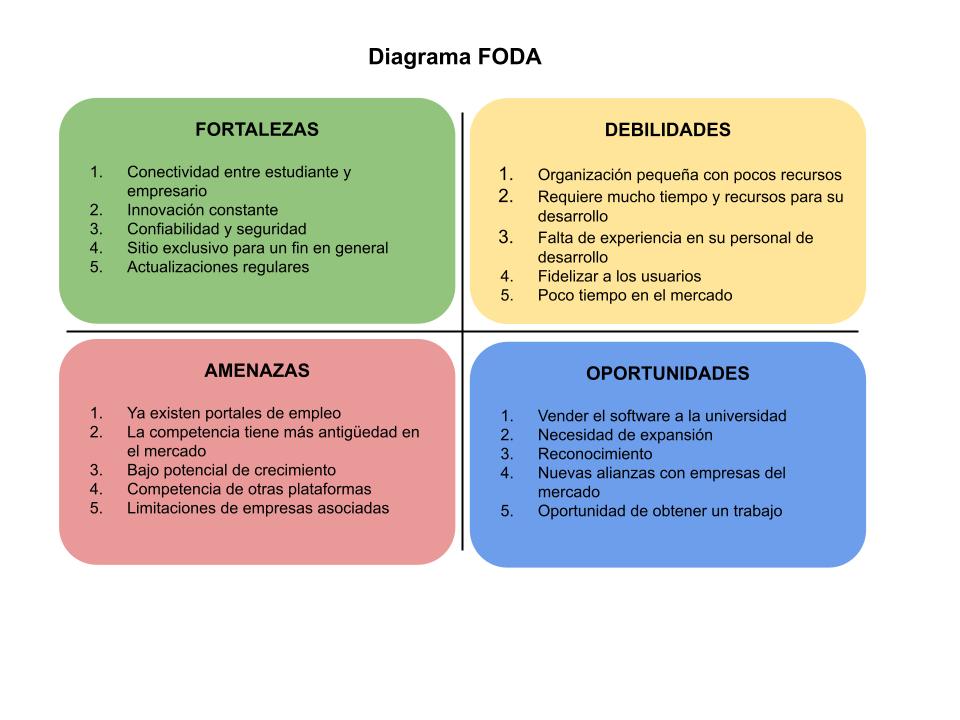 Diagrama FODA
FORTALEZAS
1. Conectividad entre estudiante y
empresario
2. Innovación constante
3. Confiabilidad y seguridad
4. Sitio exclusivo para un fin en general
5. Actualizaciones regulares
DEBILIDADES
1. Organización pequeña con pocos recursos
2. Requiere mucho tiempo y recursos para su
desarrollo
3. Falta de experiencia en su personal de
desarrollo
4. Fidelizar a los usuarios
5. Poco tiempo en el mercado
AMENAZAS
1. Ya existen portales de empleo
2. La competencia tiene más antigüedad en
el mercado
3. Bajo potencial de crecimiento
4. Competencia de otras plataformas
5. Limitaciones de empresas asociadas
OPORTUNIDADES
1. Vender el software a la universidad
2. Necesidad de expansión
3. Reconocimiento
4. Nuevas alianzas con empresas del
mercado
5. Oportunidad de obtener un trabajo